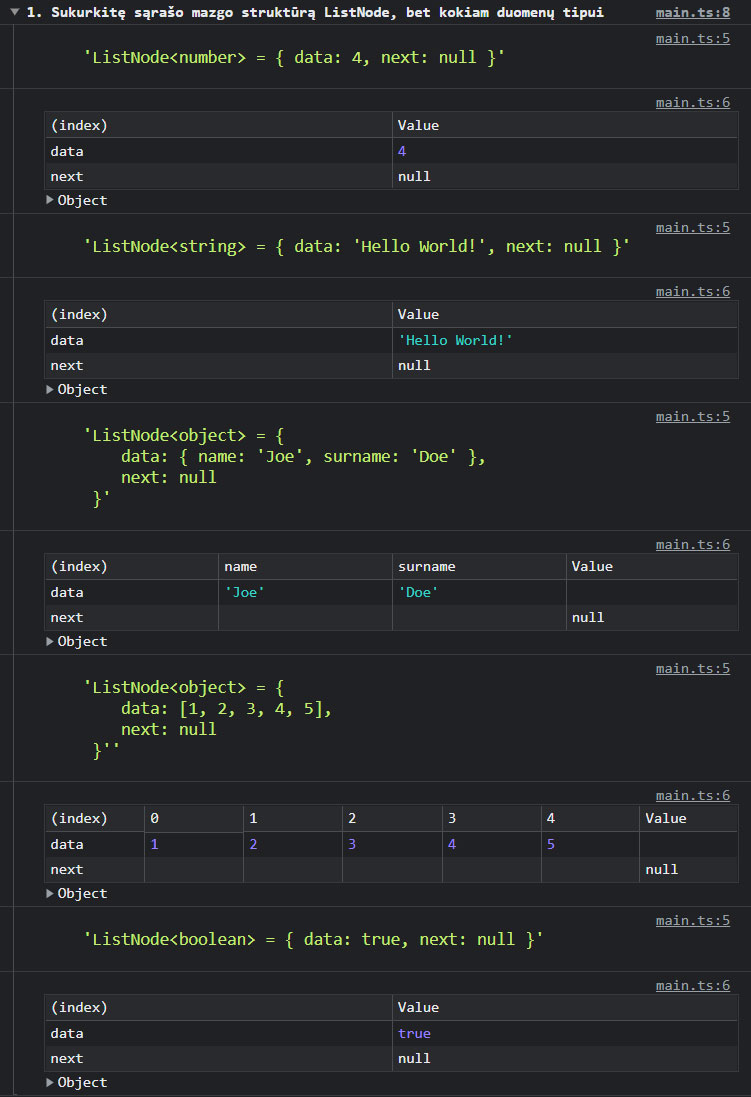 ▼ 1. Sukurkitę sąrašo mazgo struktūrą ListNode, bet kokiam duomenų tipui main.ts:8
main.ts:5
'ListNode<number> = { data: 4, next: null }'
main.ts:6
(index) Value
data 4
next null
▶ Object
main.ts:5
'ListNode<string> = { data: 'Hello World!', next: null }'
main.ts:6
(index) Value
data 'Hello World!'
next null
▶ Object
main.ts:5
'ListNode<object> = {
data: { name: 'Joe', surname: 'Doe' },
next: null
}'
main.ts:6
(index) name surname Value
data 'Joe' 'Doe'
next null
▶ Object
main.ts:5
'ListNode<object> = {
data: [1, 2, 3, 4, 5],
next: null
}''
main.ts:6
(index) 0 1 2 3 4 Value
data 1 2 3 4 5
next null
▶ Object
main.ts:5
'ListNode<boolean> = { data: true, next: null }'
main.ts:6
(index) Value
data true
next null
▶ Object